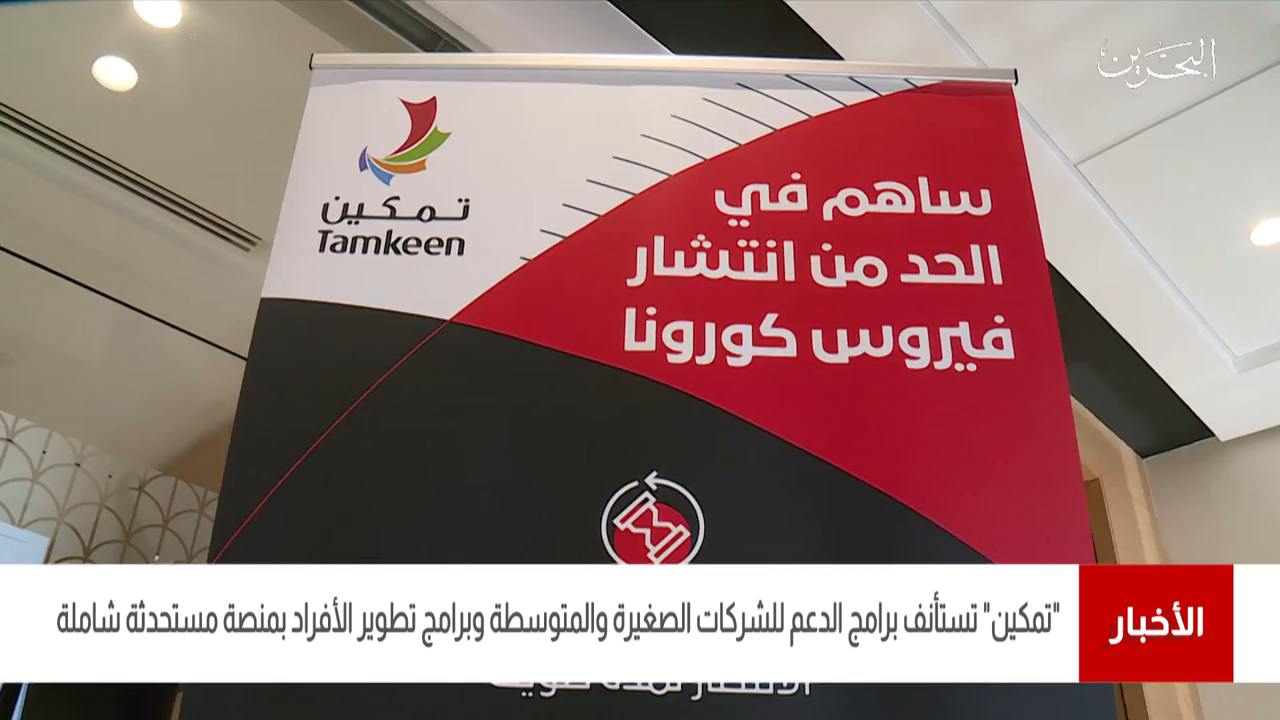 البحرين
تمكين
Tamkeen
ساهم في
الحد من انتشار
فيروس كورونا
الأخبار
"تمكين" تستأنف برامج الدعم للشركات الصغيرة والمتوسطة وبرامج تطوير الأفراد بمنصة مستحدثة شاملة